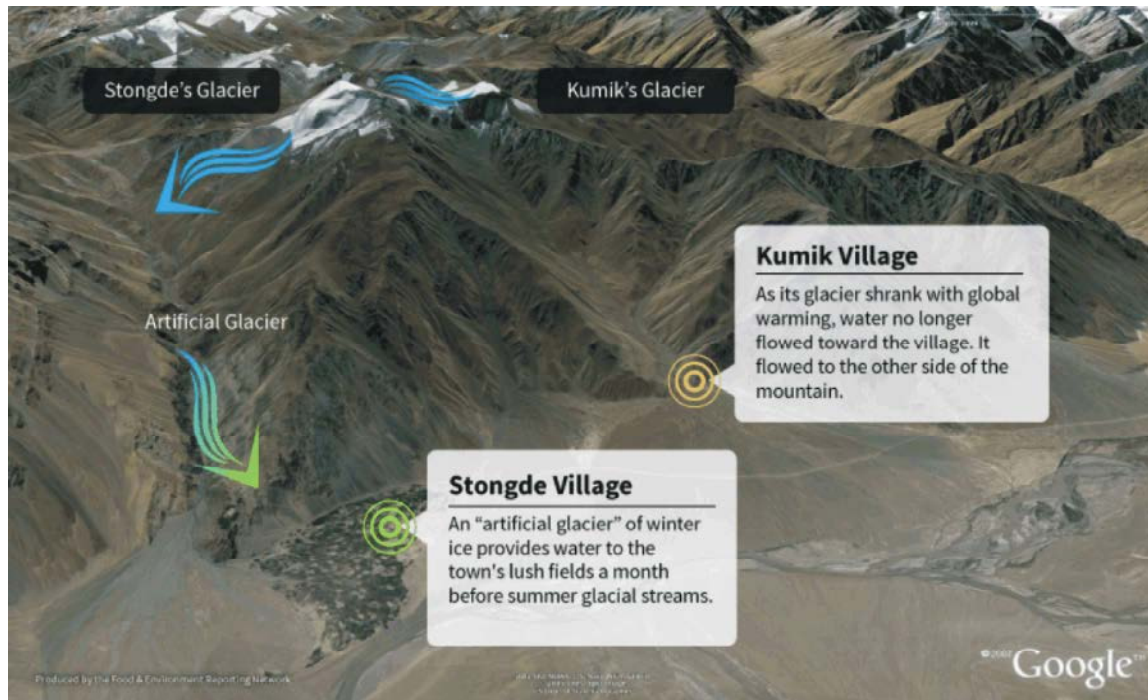 Stongde's Glacier
Kumik's Glacier
Kumik Village
As its glacier shrank with global
warming, water no longer
flowed toward the village. It
flowed to the other side of the
mountain.
Artificial Glacier
Stongde Village
An “artificial glacier” of winter
ice provides water to the
town's lush fields a month
before summer glacial streams.
Produced by the Food & Environment Reporting Network
Google